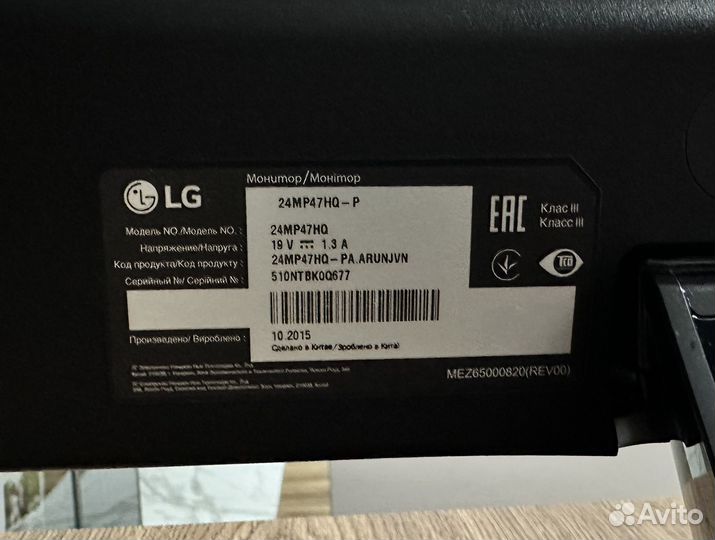 LG
Монитор/Монітор
24MP47HQ-P
Модель NO./Модель NO. : 24MP47HQ
Напряжение/Напруга : 19 V 1.3 A
Код продукта/Код продукту : 24MP47HQ-PA.ARUNJVN
Серийный №/ Серійний № : 510NTBK0Q677
EAC
Клас III
Класс III
TCO
Произведено/ Вироблено : 10.2015
Сделано в Китае/Зроблено в Китаї
MEZ65000820(REV00)
Avito